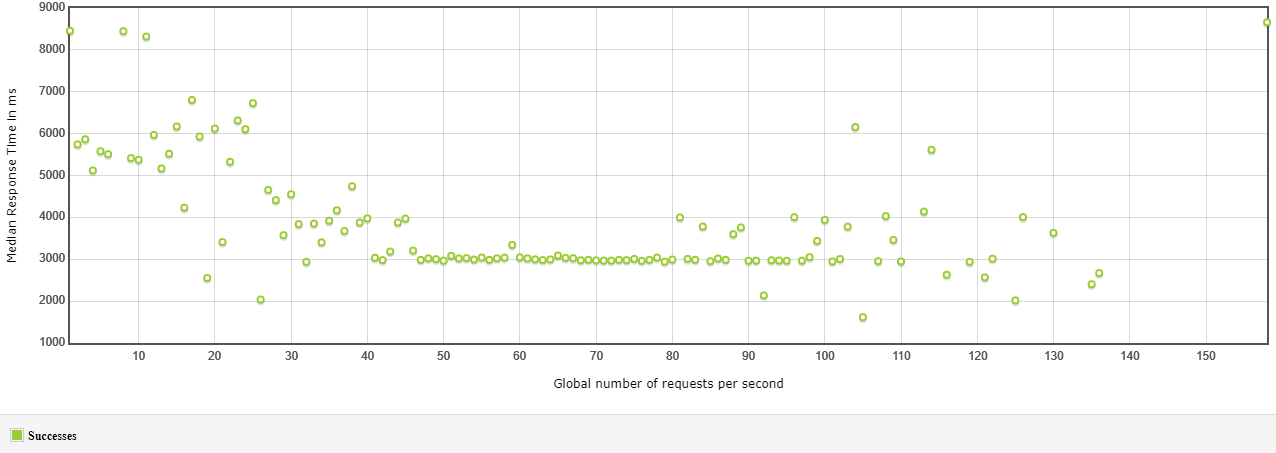 9000
8000
7000
6000
5000
4000
3000
2000
1000
Median Response Time in ms
10 20 30 40 50 60 70 80 90 100 110 120 130 140 150
Global number of requests per second
Successes